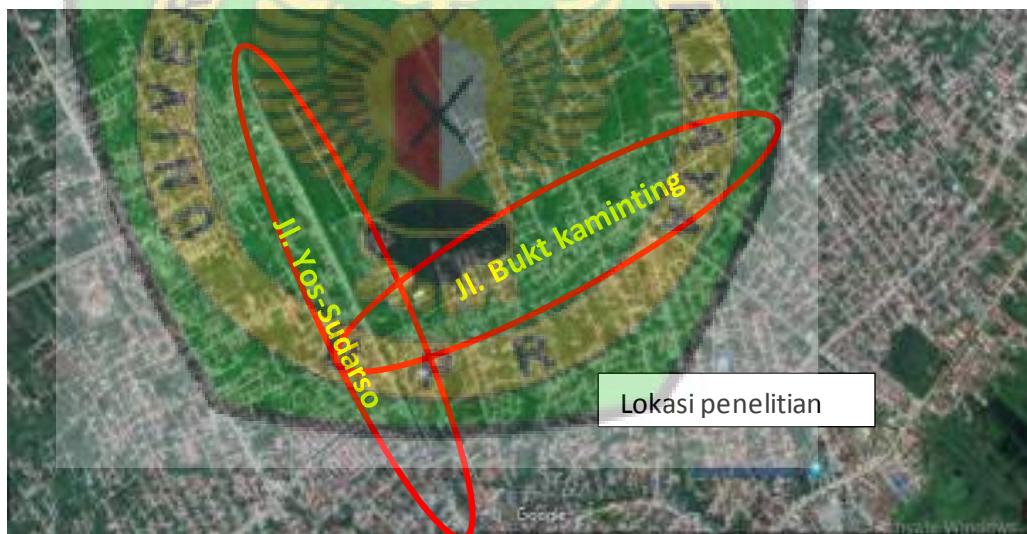 Jl. Yos-Sudarso
Jl. Bukt kaminting
Lokasi penelitian
Google